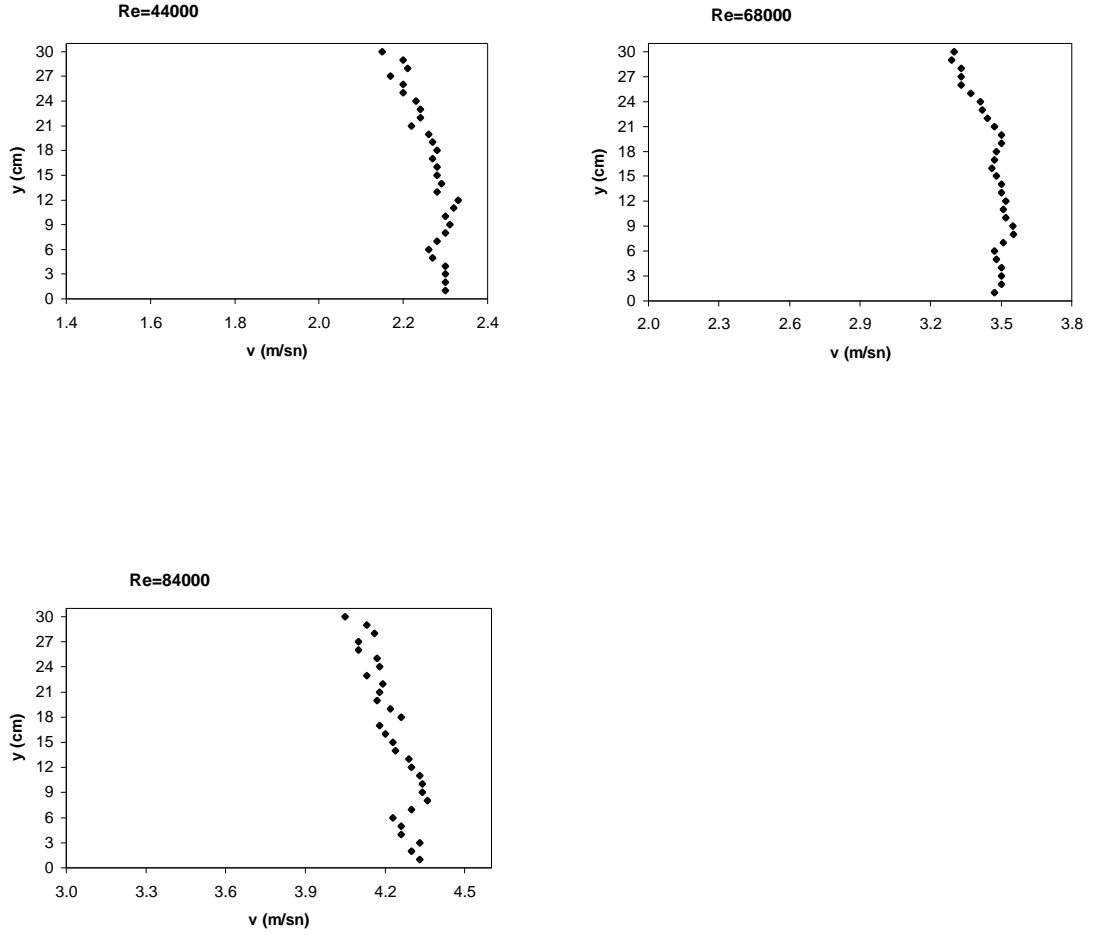 Re=44000
30
27
24
21
18
15
12
9
6
3
0
y (cm)
1.4 1.6 1.8 2.0 2.2 2.4
v (m/sn)
Re=68000
30
27
24
21
18
15
12
9
6
3
0
y (cm)
2.0 2.3 2.6 2.9 3.2 3.5 3.8
v (m/sn)
Re=84000
30
27
24
21
18
15
12
9
6
3
0
y (cm)
3.0 3.3 3.6 3.9 4.2 4.5
v (m/sn)